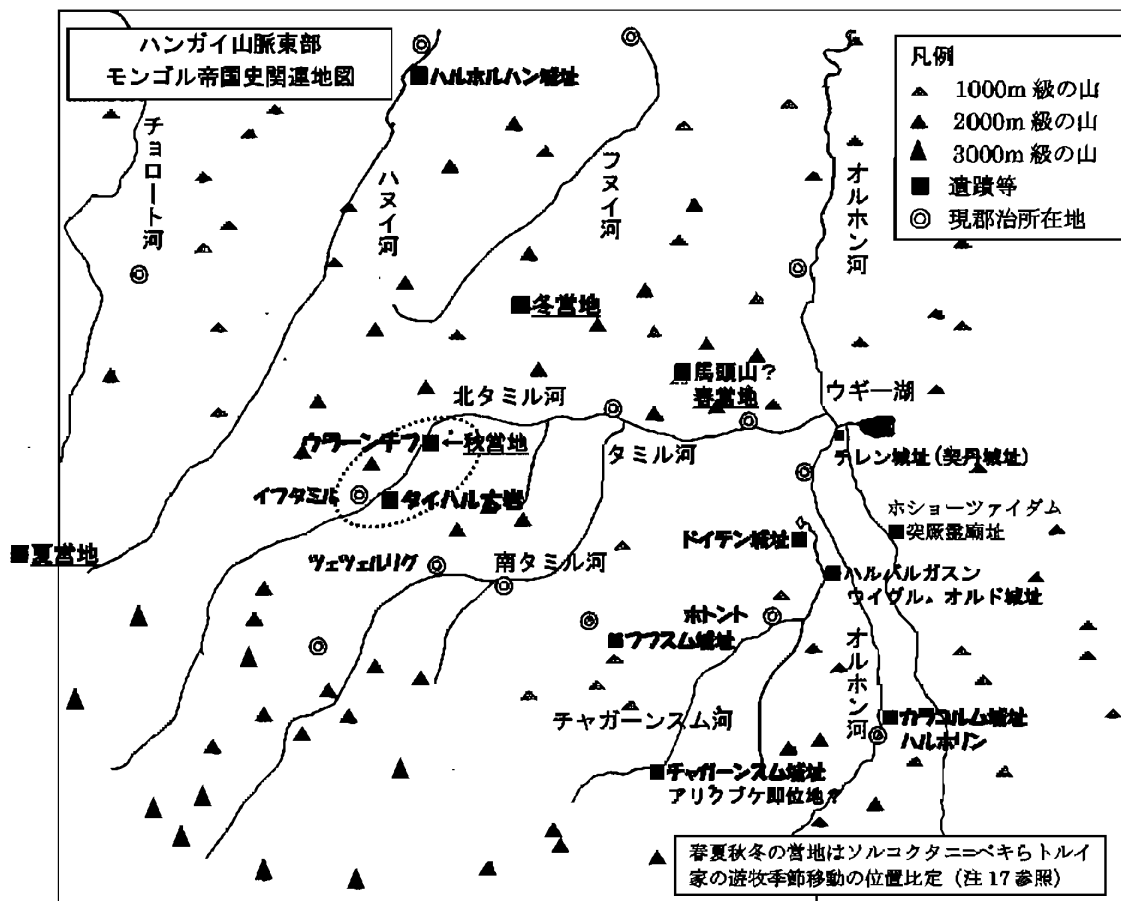 ハンガイ山脈東部
モンゴル帝国史関連地図
凡例
1000m 級の山
2000m 級の山
3000m 級の山
遺蹟等
現郡治所在地
ハルホルハン城址
チョロート河
ハヌイ河
フヌイ河
オルホン河
冬営地
馬頭山？
春営地
ウギー湖
北タミル河
ウラーンチフ
←秋営地
タミル河
チレン城址(契丹城址)
イフタミル
タイハル大岩
ホショーツァイダム
突厥霊廟址
ドイテン城址
夏営地
ツェツェルリグ
南タミル河
ハルバルガスン
ウイグル、オルド城址
ホトント
フフスム城址
オルホン河
チャガーンスム河
カラコルム城址
ハルホリン
チャガーンスム城址
アリクブケ即位地？
春夏秋冬の営地はソルコクタニ＝ベキらトルイ
家の遊牧季節移動の位置比定（注17参照）